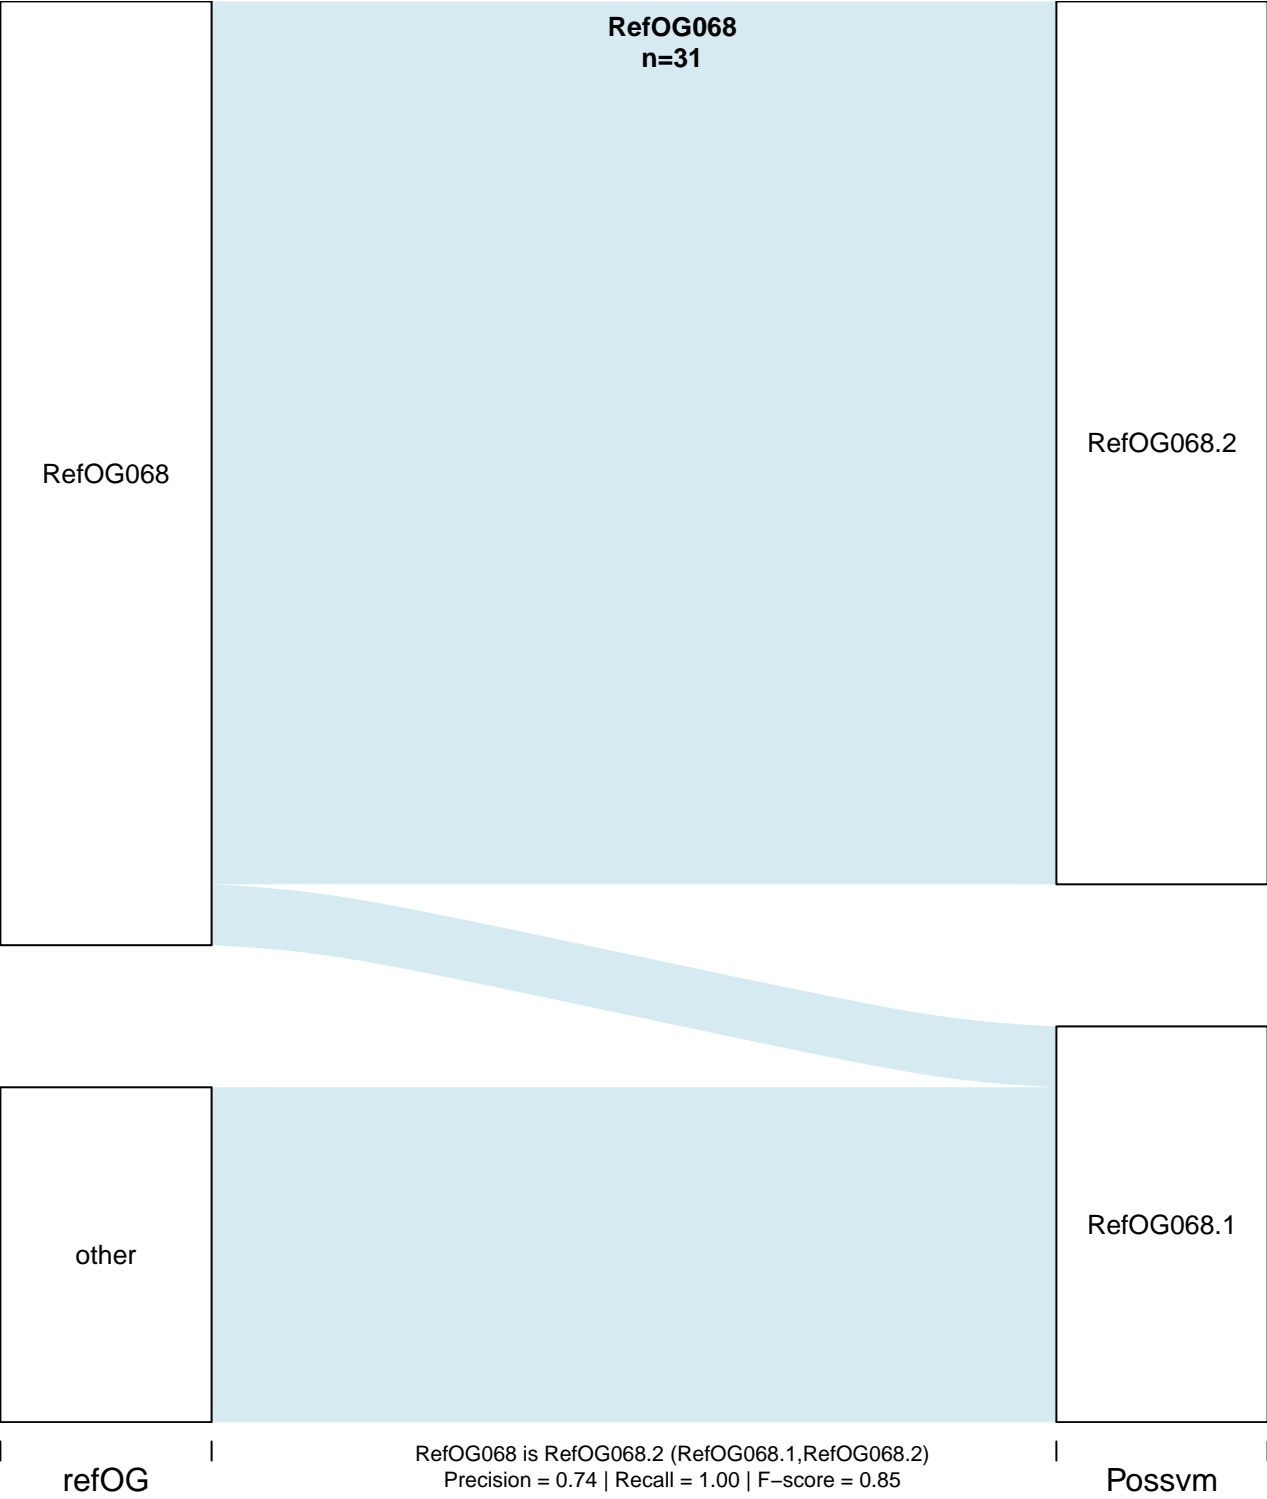 RefOG068
n=31
RefOG068
RefOG068.2
other
RefOG068.1
RefOG068 is RefOG068.2 (RefOG068.1,RefOG068.2)
Precision = 0.74 | Recall = 1.00 | F−score = 0.85
refOG
Possvm